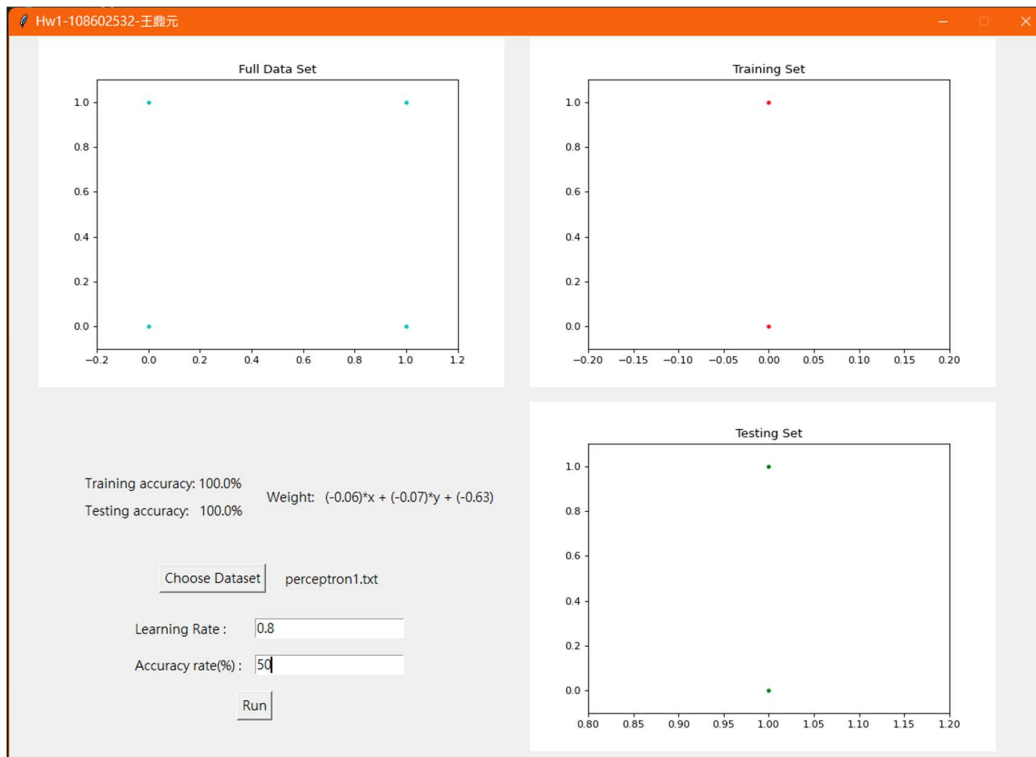 Hw1-108602532-王鼎元
Full Data Set
1.0
0.8
0.6
0.4
0.2
0.0
−0.2 0.0 0.2 0.4 0.6 0.8 1.0 1.2
Training Set
1.0
0.8
0.6
0.4
0.2
0.0
−0.20 −0.15 −0.10 −0.05 0.00 0.05 0.10 0.15 0.20
Training accuracy: 100.0%
Testing accuracy: 100.0%
Weight: (-0.06)*x + (-0.07)*y + (-0.63)
Choose Dataset perceptron1.txt
Learning Rate : 0.8
Accuracy rate(%) : 50
Run
Testing Set
1.0
0.8
0.6
0.4
0.2
0.0
0.80 0.85 0.90 0.95 1.00 1.05 1.10 1.15 1.20